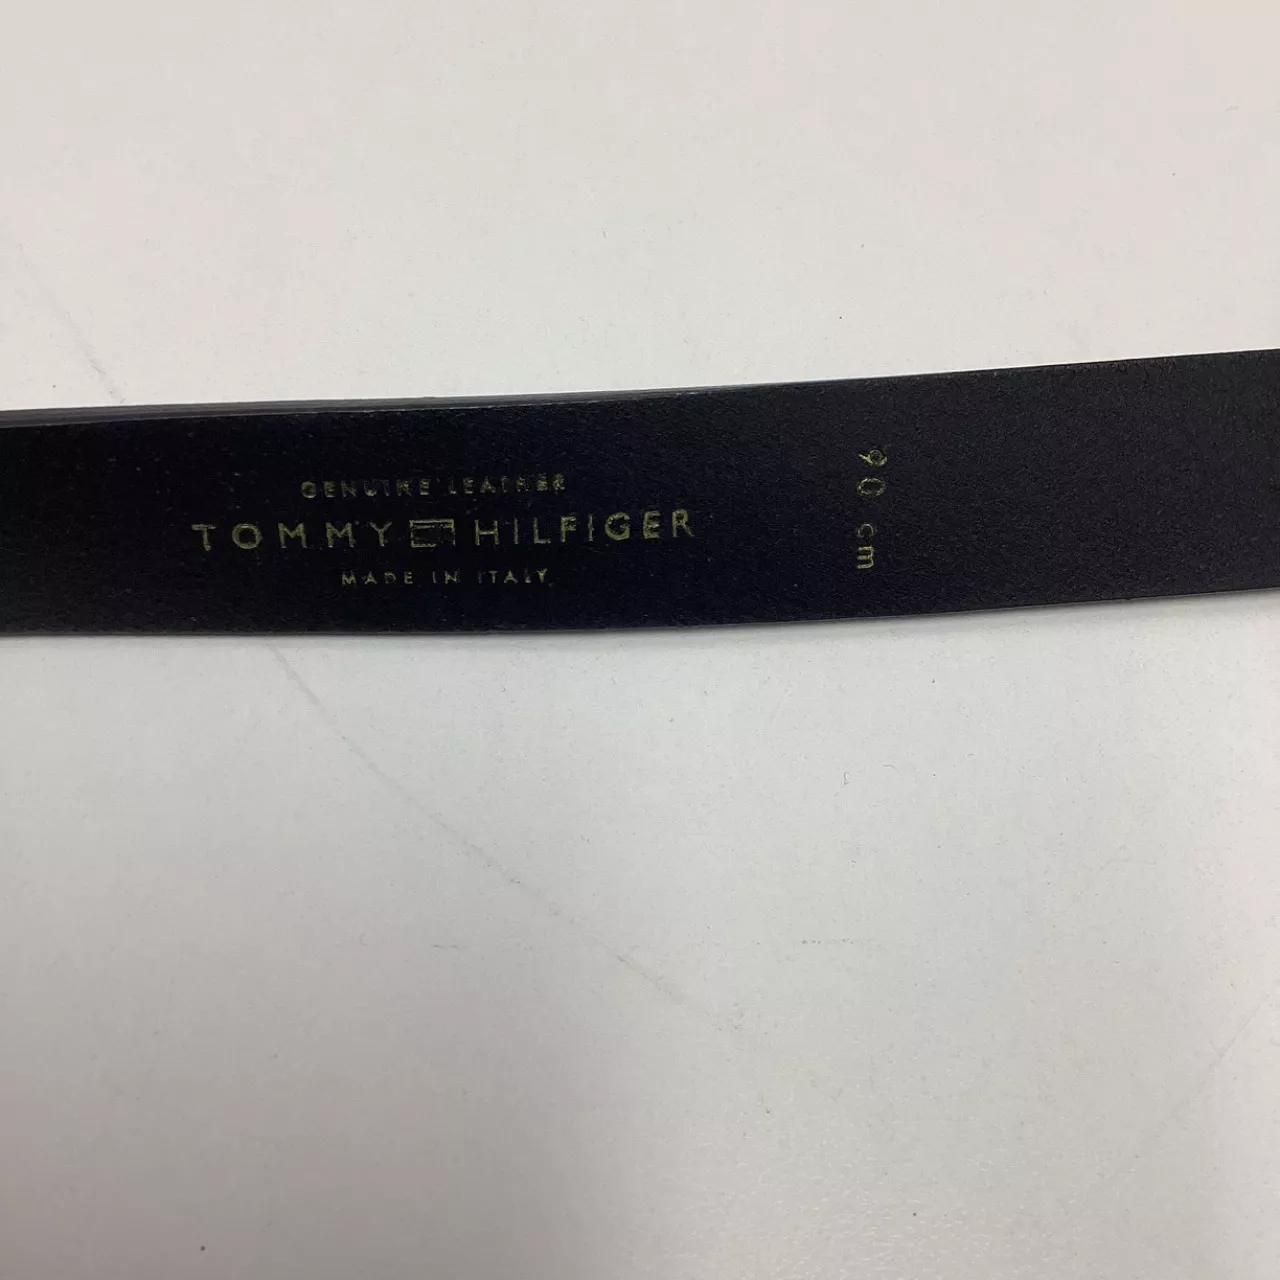 GENUINE LEATHER
TOMMY HILFIGER
MADE IN ITALY
90 cm